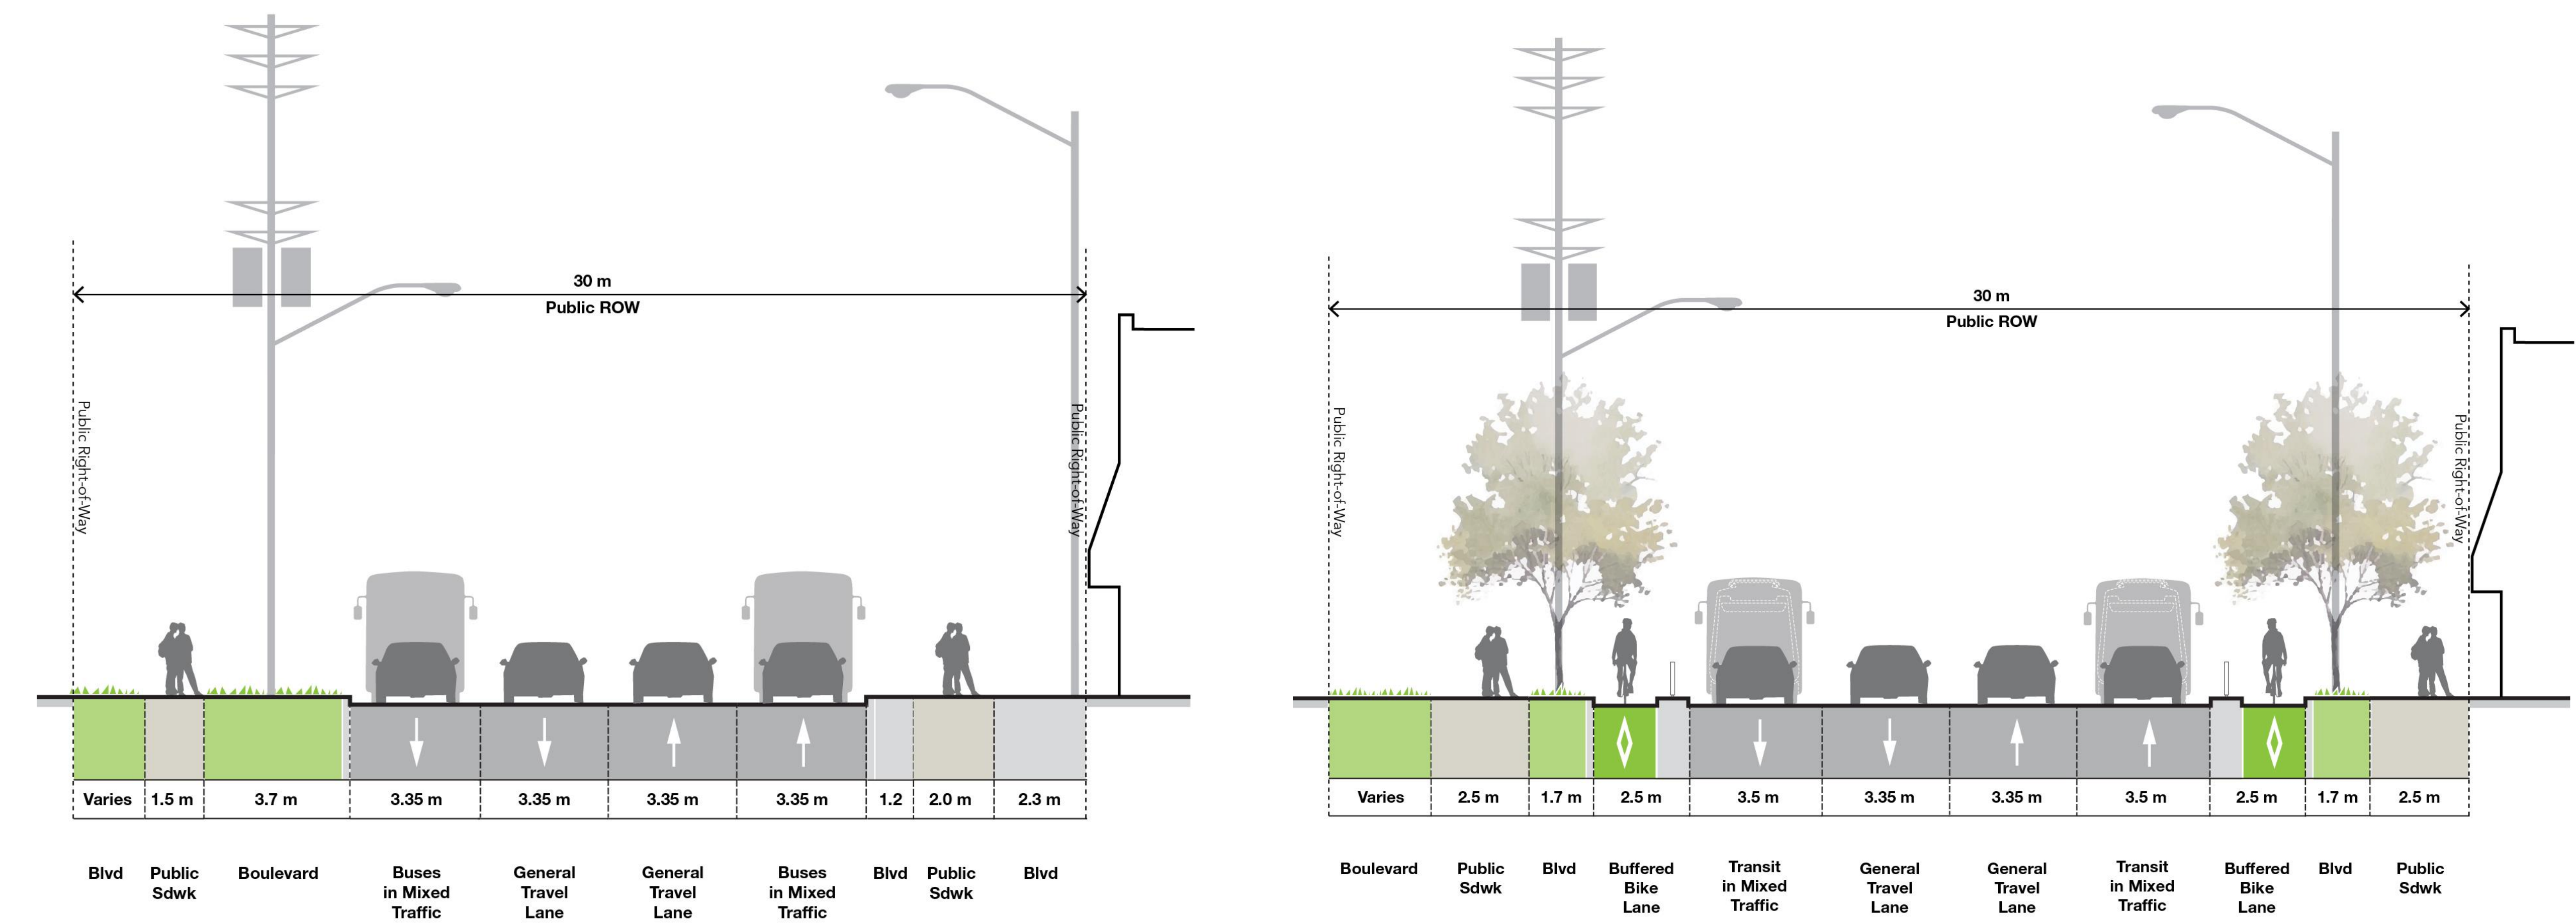 30 m
Public ROW
Public Right-of-Way
Public Right-of-Way
Varies 1.5 m 3.7 m 3.35 m 3.35 m 3.35 m 3.35 m 1.2 2.0 m 2.3 m
Blvd Public Boulevard Buses General General Buses Blvd Public Blvd
Sdwk in Mixed Travel Travel in Mixed Sdwk
Traffic Lane Lane Traffic
30 m
Public ROW
Public Right-of-Way
Public Right-of-Way
Varies 2.5 m 1.7 m 2.5 m 3.5 m 3.35 m 3.35 m 3.5 m 2.5 m 1.7 m 2.5 m
Boulevard Public Blvd Buffered Transit General General Transit Buffered Blvd Public
Sdwk Bike in Mixed Travel Travel in Mixed Bike Sdwk
Lane Traffic Lane Lane Traffic Lane